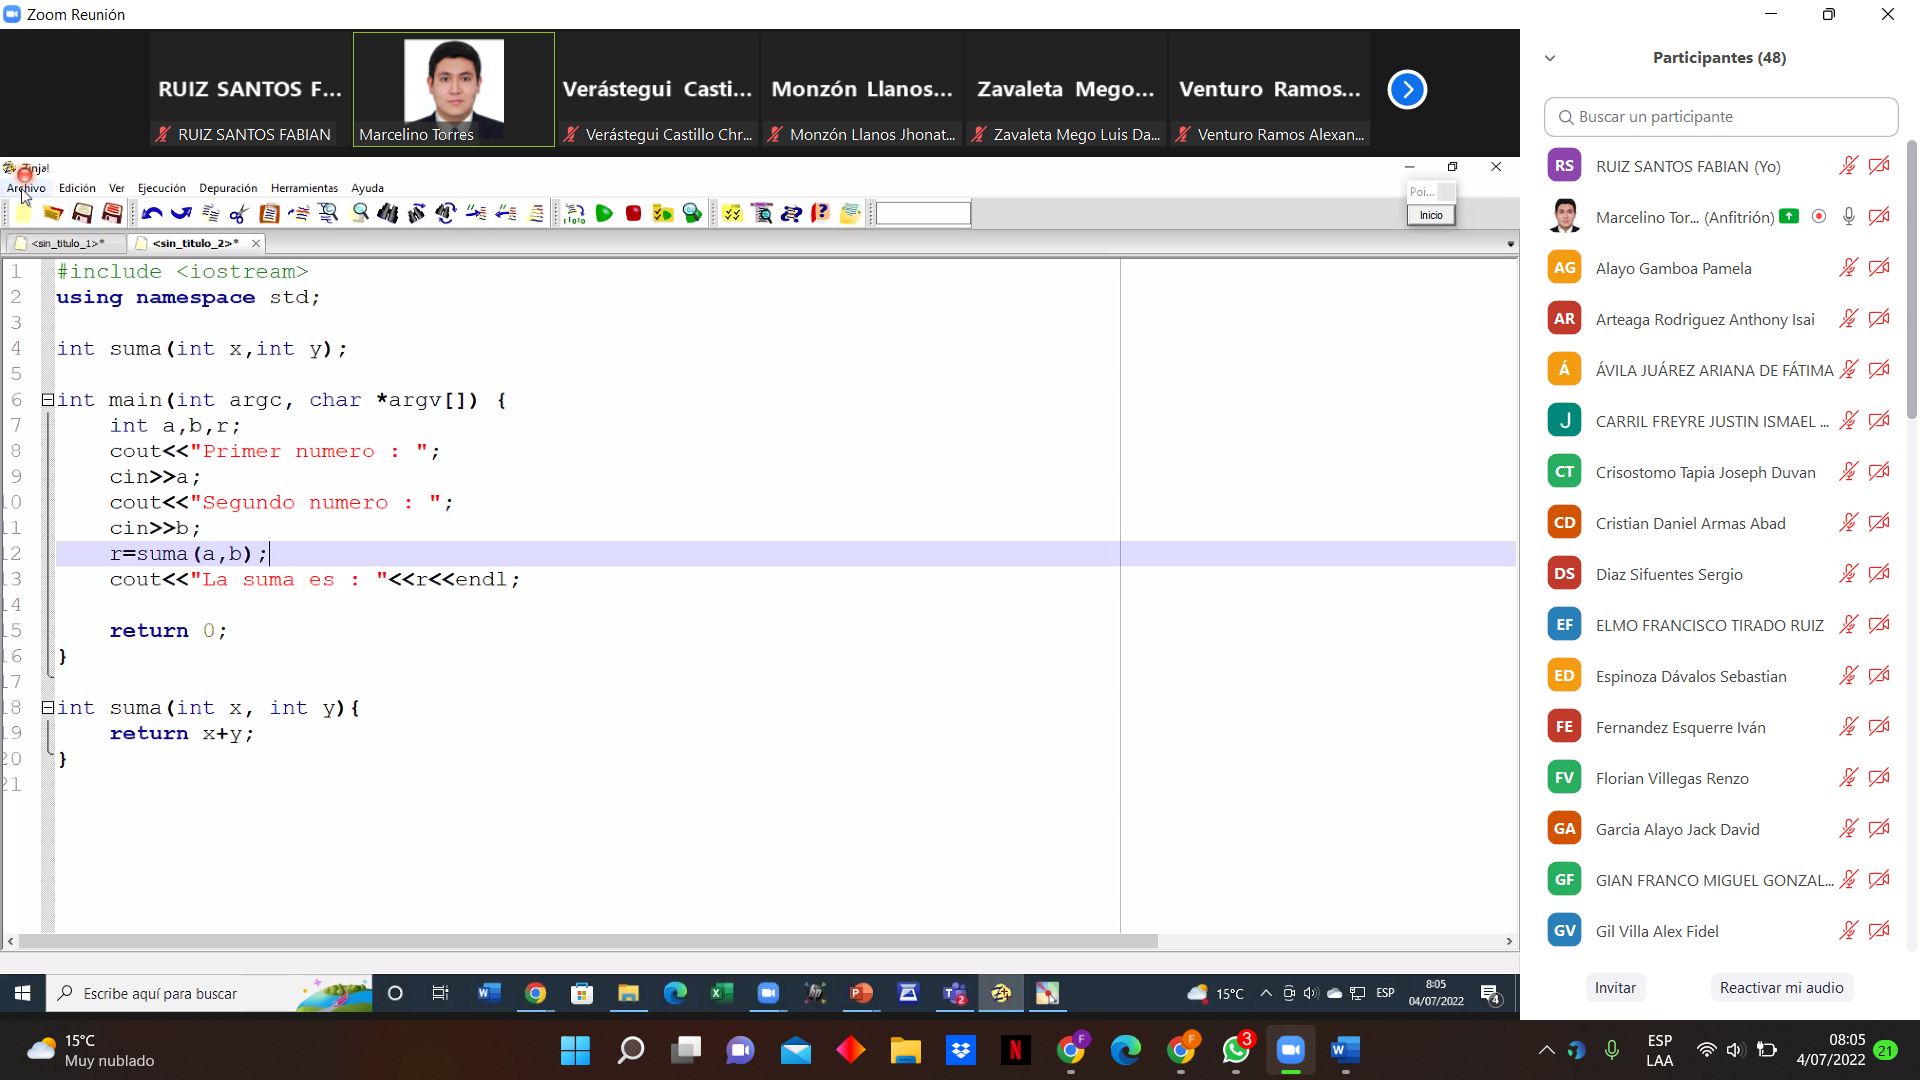 Zoom Reunión
RUIZ SANTOS F...
RUIZ SANTOS FABIAN
Marcelino Torres
Verástegui Casti...
Verástegui Castillo Chr...
Monzón Llanos...
Monzón Llanos Jhonat...
Zavaleta Mego...
Zavaleta Mego Luis Da...
Venturo Ramos...
Venturo Ramos Alexan...
ZinjaI
Archivo Edición Ver Ejecución Depuración Herramientas Ayuda
Poi...
Inicio
<sin_titulo_1>*
<sin_titulo_2>*
1 #include <iostream>
2 using namespace std;
3
4 int suma(int x,int y);
5
6 int main(int argc, char *argv[]) {
7 int a,b,r;
8 cout<<"Primer numero : ";
9 cin>>a;
10 cout<<"Segundo numero : ";
11 cin>>b;
12 r=suma(a,b);
13 cout<<"La suma es : "<<r<<endl;
14
15 return 0;
16 }
17
18 int suma(int x, int y){
19 return x+y;
20 }
21
Escribe aquí para buscar
15°C
ESP
8:05
04/07/2022
4
Participantes (48)
Buscar un participante
RS RUIZ SANTOS FABIAN (Yo)
Marcelino Tor... (Anfitrión)
AG Alayo Gamboa Pamela
AR Arteaga Rodriguez Anthony Isai
Á ÁVILA JUÁREZ ARIANA DE FÁTIMA
J CARRIL FREYRE JUSTIN ISMAEL ...
CT Crisostomo Tapia Joseph Duvan
CD Cristian Daniel Armas Abad
DS Diaz Sifuentes Sergio
EF ELMO FRANCISCO TIRADO RUIZ
ED Espinoza Dávalos Sebastian
FE Fernandez Esquerre Iván
FV Florian Villegas Renzo
GA Garcia Alayo Jack David
GF GIAN FRANCO MIGUEL GONZAL...
GV Gil Villa Alex Fidel
Invitar
Reactivar mi audio
15°C
Muy nublado
3
ESP
LAA
08:05
4/07/2022
21